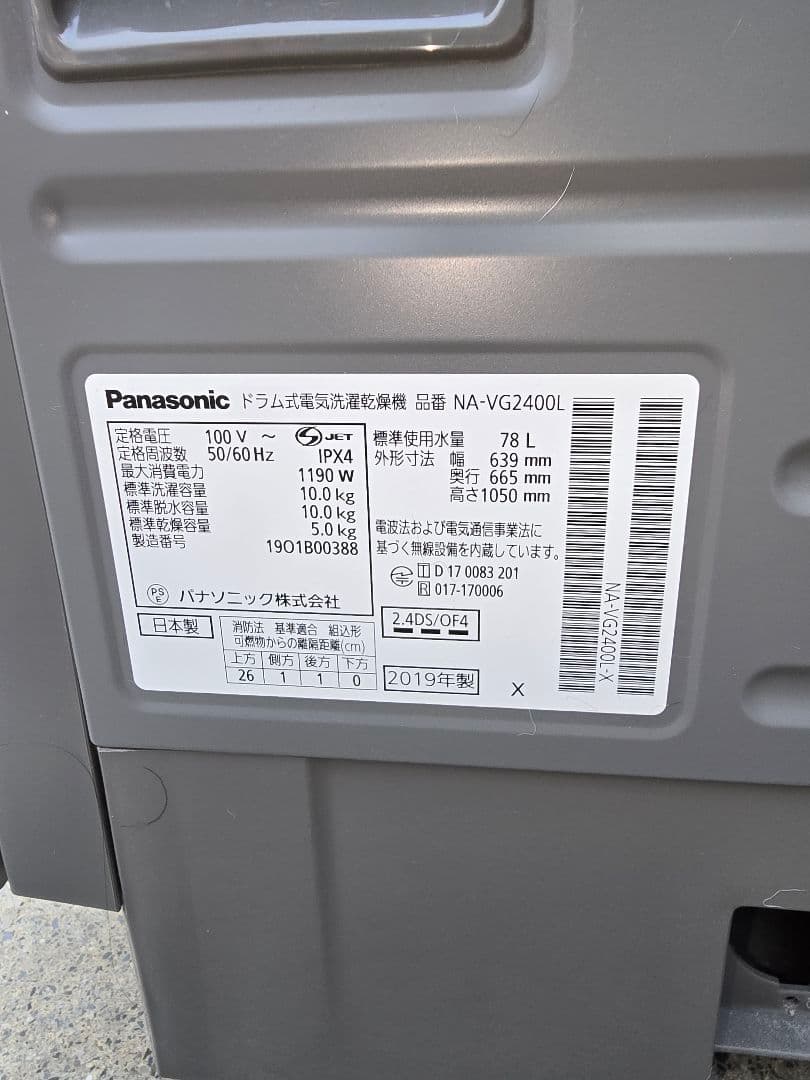 Panasonic ドラム式電気洗濯乾燥機 品番 NA-VG2400L
定格電圧 100 V ～ JET
定格周波数 50/60 Hz IPX4
最大消費電力 1190 W
標準洗濯容量 10.0 kg
標準脱水容量 10.0 kg
標準乾燥容量 5.0 kg
製造番号 19O1B00388
PSE パナソニック株式会社
標準使用水量 78 L
外形寸法 幅 639 mm
奥行 665 mm
高さ1050 mm
電波法および電気通信事業法に
基づく無線設備を内蔵しています。
T D 17 0083 201
R 017-170006
日本製
消防法 基準適合 組込形
可燃物からの離隔距離(cm)
上方 側方 後方 下方
26 1 1 0
2.4DS/OF4
2019年製
X
NA-VG2400L-X